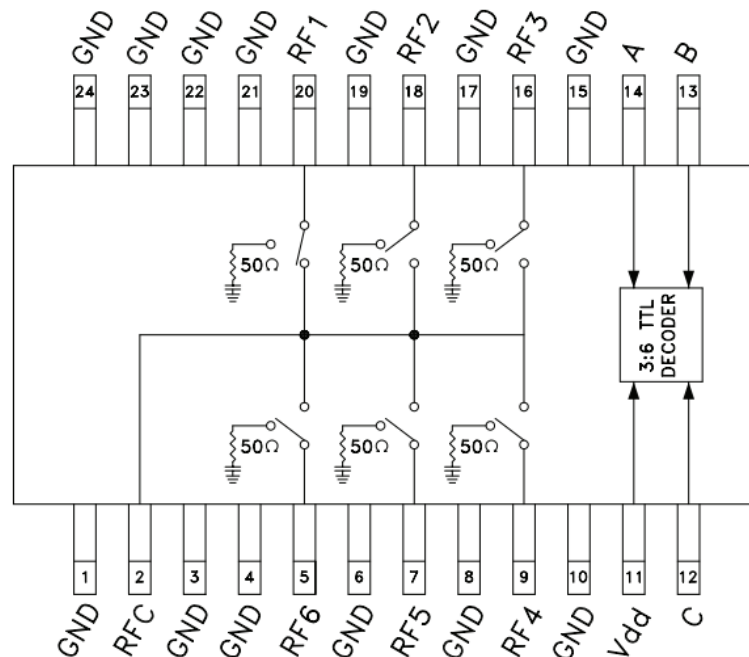 GND GND GND GND RF1 GND RF2 GND RF3 GND A B
24 23 22 21 20 19 18 17 16 15 14 13
50Ω 50Ω 50Ω
3:6 TTL
DECODER
50Ω 50Ω 50Ω
1 2 3 4 5 6 7 8 9 10 11 12
GND RFC GND GND RF6 GND RF5 GND RF4 GND Vdd C